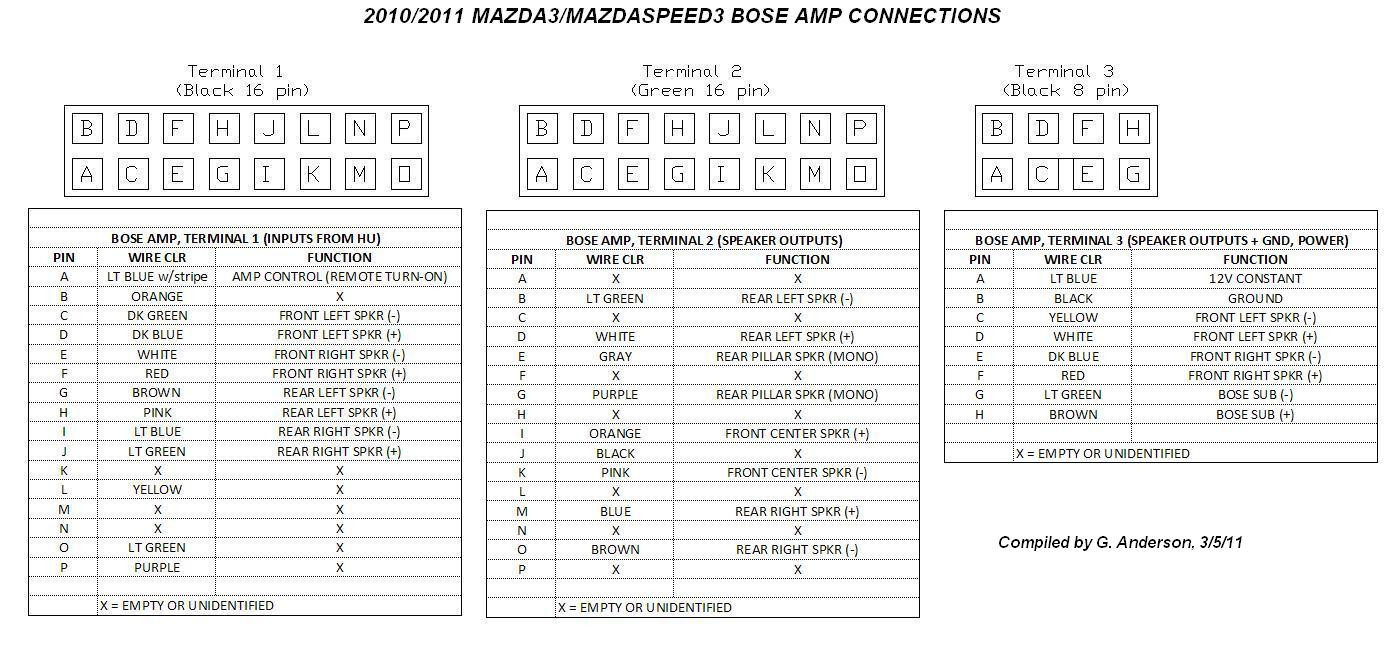 2010/2011 MAZDA3/MAZDASPEED3 BOSE AMP CONNECTIONS
Terminal 1
(Black 16 pin)
B D F H J L N P
A C E G I K M O
BOSE AMP, TERMINAL 1 (INPUTS FROM HU)
PIN WIRE CLR FUNCTION
A LT BLUE w/stripe AMP CONTROL (REMOTE TURN-ON)
B ORANGE X
C DK GREEN FRONT LEFT SPKR (-)
D DK BLUE FRONT LEFT SPKR (+)
E WHITE FRONT RIGHT SPKR (-)
F RED FRONT RIGHT SPKR (+)
G BROWN REAR LEFT SPKR (-)
H PINK REAR LEFT SPKR (+)
I LT BLUE REAR RIGHT SPKR (-)
J LT GREEN REAR RIGHT SPKR (+)
K X X
L YELLOW X
M X X
N X X
O LT GREEN X
P PURPLE X
X = EMPTY OR UNIDENTIFIED
Terminal 2
(Green 16 pin)
B D F H J L N P
A C E G I K M O
BOSE AMP, TERMINAL 2 (SPEAKER OUTPUTS)
PIN WIRE CLR FUNCTION
A X X
B LT GREEN REAR LEFT SPKR (-)
C X X
D WHITE REAR LEFT SPKR (+)
E GRAY REAR PILLAR SPKR (MONO)
F X X
G PURPLE REAR PILLAR SPKR (MONO)
H X X
I ORANGE FRONT CENTER SPKR (+)
J BLACK X
K PINK FRONT CENTER SPKR (-)
L X X
M BLUE REAR RIGHT SPKR (+)
N X X
O BROWN REAR RIGHT SPKR (-)
P X X
X = EMPTY OR UNIDENTIFIED
Terminal 3
(Black 8 pin)
B D F H
A C E G
BOSE AMP, TERMINAL 3 (SPEAKER OUTPUTS + GND, POWER)
PIN WIRE CLR FUNCTION
A LT BLUE 12V CONSTANT
B BLACK GROUND
C YELLOW FRONT LEFT SPKR (-)
D WHITE FRONT LEFT SPKR (+)
E DK BLUE FRONT RIGHT SPKR (-)
F RED FRONT RIGHT SPKR (+)
G LT GREEN BOSE SUB (-)
H BROWN BOSE SUB (+)
X = EMPTY OR UNIDENTIFIED
Compiled by G. Anderson, 3/5/11